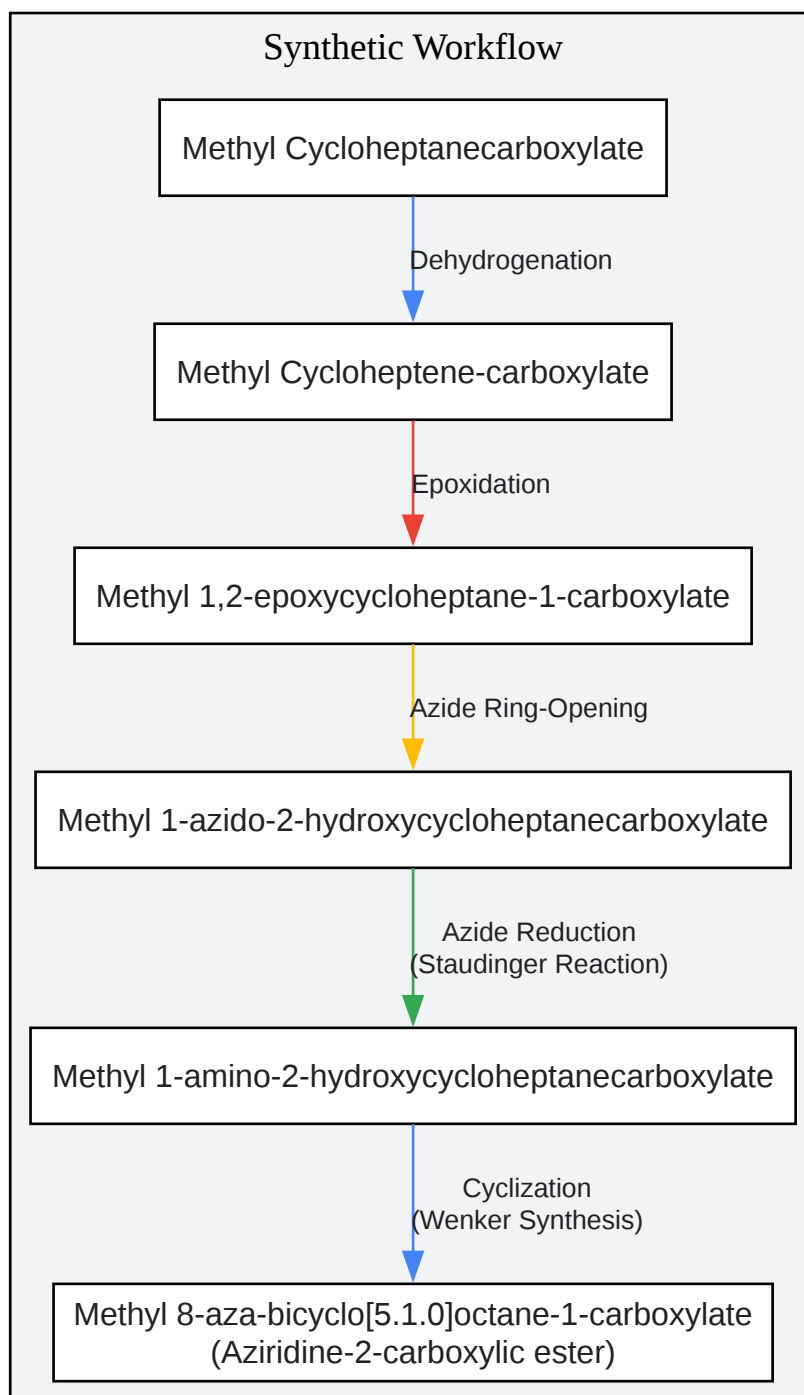 Synthetic Workflow
Methyl Cycloheptanecarboxylate
Dehydrogenation
Methyl Cycloheptene-carboxylate
Epoxidation
Methyl 1,2-epoxycycloheptane-1-carboxylate
Azide Ring-Opening
Methyl 1-azido-2-hydroxycycloheptanecarboxylate
Azide Reduction
(Staudinger Reaction)
Methyl 1-amino-2-hydroxycycloheptanecarboxylate
Cyclization
(Wenker Synthesis)
Methyl 8-aza-bicyclo[5.1.0]octane-1-carboxylate
(Aziridine-2-carboxylic ester)